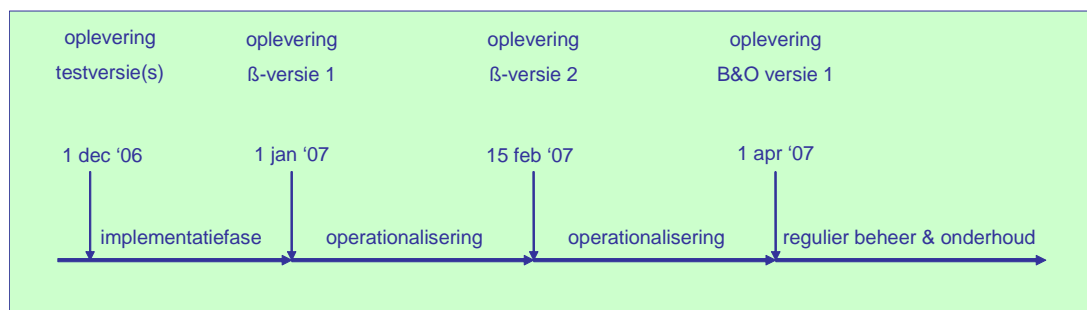 oplevering
testversie(s)
oplevering
ß-versie 1
oplevering
ß-versie 2
oplevering
B&O versie 1
1 dec ‘06
1 jan ‘07
15 feb ‘07
1 apr ‘07
implementatiefase
operationalisering
operationalisering
regulier beheer & onderhoud